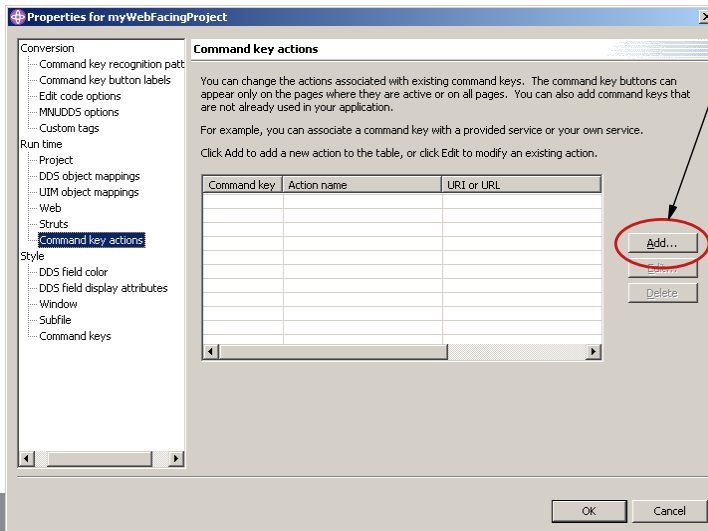 Properties for myWebFacingProject
Conversion
Command key recognition patt
Command key button labels
Edit code options
MNUDDS options
Custom tags
Run time
Project
DDS object mappings
UIM object mappings
Web
Struts
Command key actions
Style
DDS field color
DDS field display attributes
Window
Subfile
Command keys
Command key actions
You can change the actions associated with existing command keys. The command key buttons can
appear only on the pages where they are active or on all pages. You can also add command keys that
are not already used in your application.
For example, you can associate a command key with a provided service or your own service.
Click Add to add a new action to the table, or click Edit to modify an existing action.
Command key Action name URI or URL
Add...
Edit...
Delete
OK Cancel